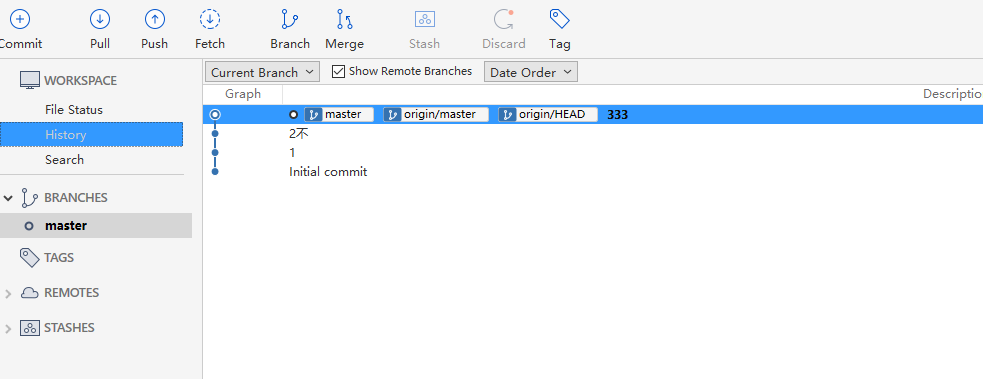 Commit Pull Push Fetch Branch Merge Stash Discard Tag
WORKSPACE
File Status
History
Search
BRANCHES
master
TAGS
REMOTES
STASHES
Current Branch Show Remote Branches Date Order
Graph Descriptio
master origin/master origin/HEAD 333
2不
1
Initial commit